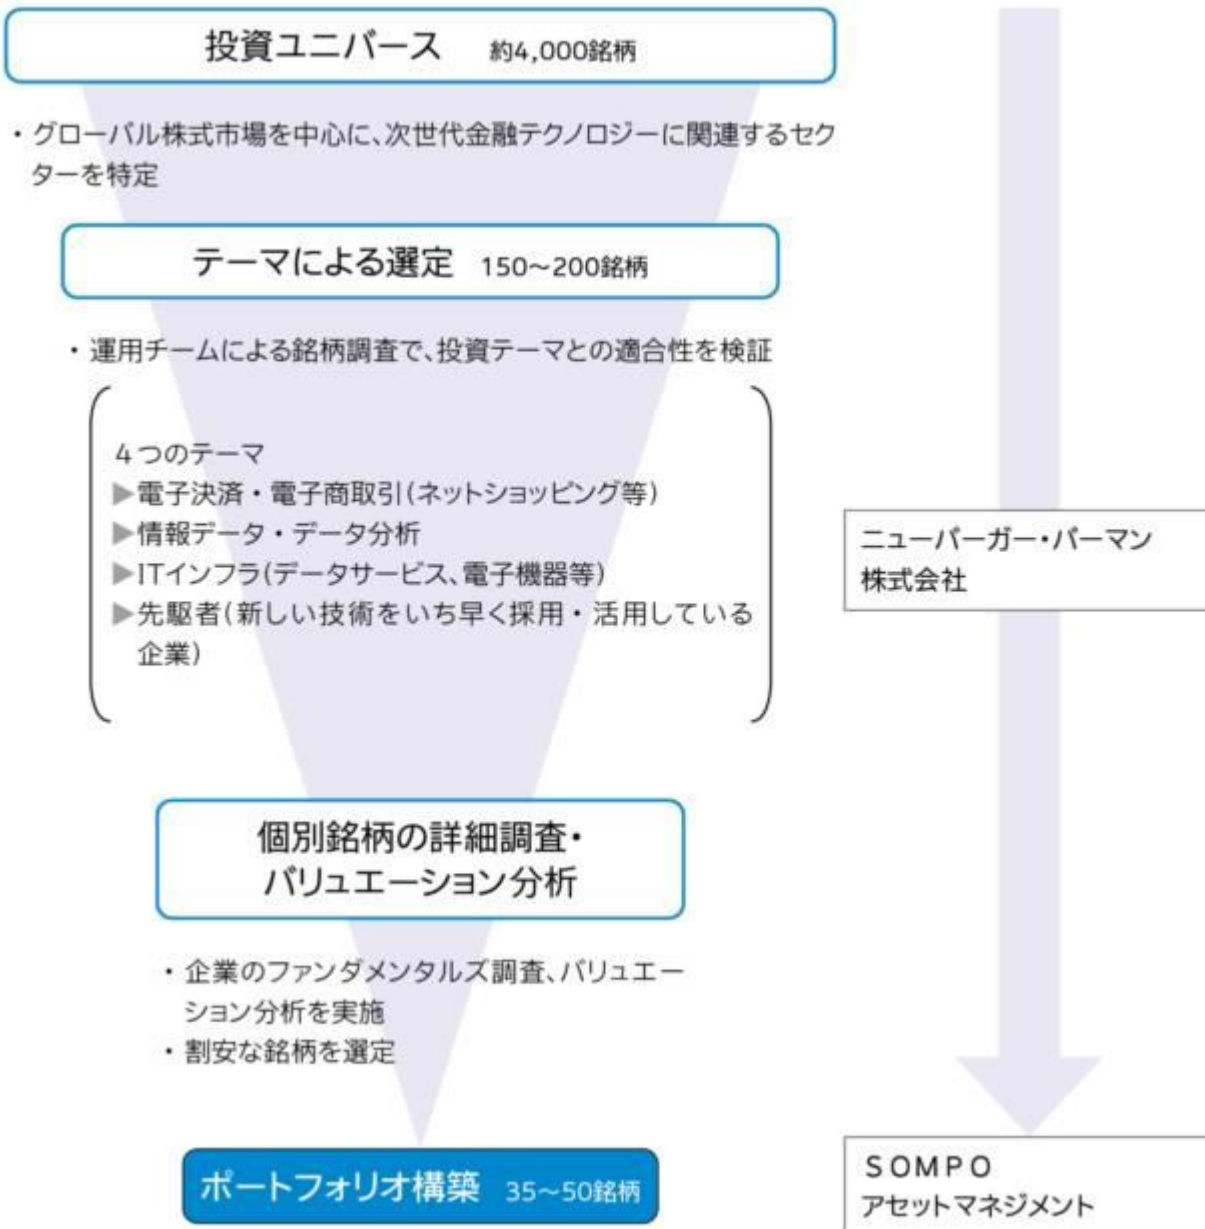 投資ユニバース 約4,000銘柄
・グローバル株式市場を中心に、次世代金融テクノロジーに関連するセク
ターを特定
テーマによる選定 150～200銘柄
・運用チームによる銘柄調査で、投資テーマとの適合性を検証
4つのテーマ
▶電子決済・電子商取引(ネットショッピング等)
▶情報データ・データ分析
▶ITインフラ(データサービス、電子機器等)
▶先駆者(新しい技術をいち早く採用・活用している
企業)
ニューバーガー・バーマン
株式会社
個別銘柄の詳細調査・
バリュエーション分析
・企業のファンダメンタルズ調査、バリュエー
ション分析を実施
・割安な銘柄を選定
ポートフォリオ構築 35～50銘柄
SOMPO
アセットマネジメント